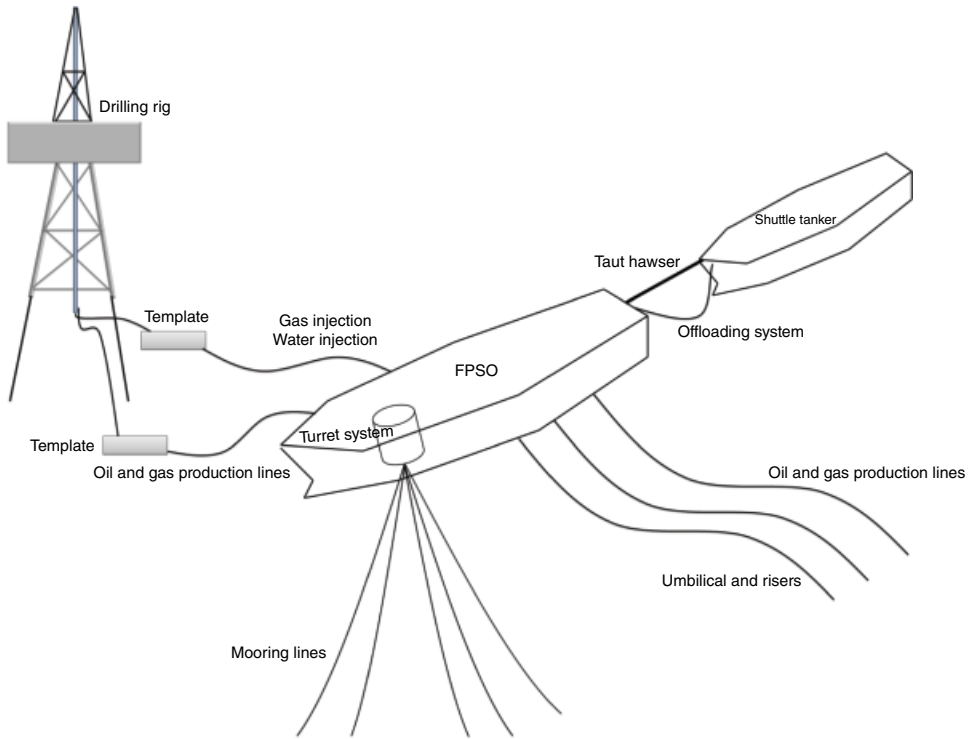 Drilling rig
Shuttle tanker
Taut hawser
Template
Gas injection
Water injection
Offloading system
FPSO
Turret system
Template
Oil and gas production lines
Oil and gas production lines
Umbilical and risers
Mooring lines